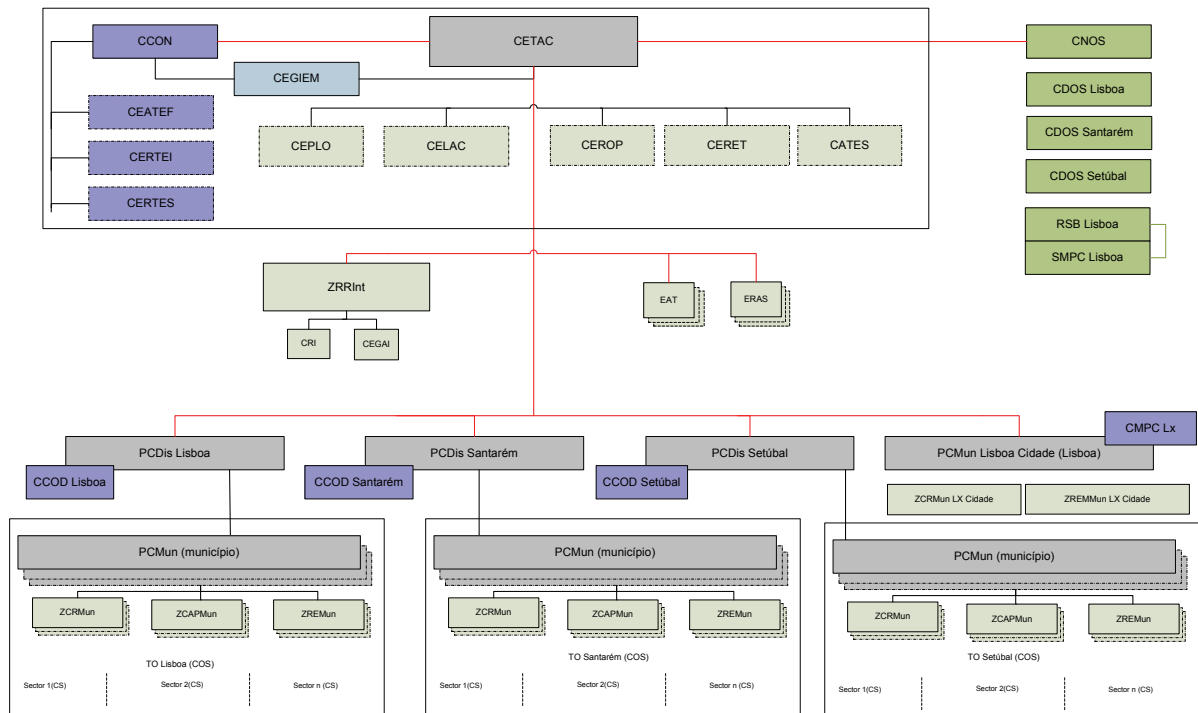 CCON
CETAC
CNOS
CEGIEM
CDOS Lisboa
CEATEF
CEPLO
CELAC
CEROP
CERET
CATES
CDOS Santarém
CERTEI
CDOS Setúbal
CERTES
RSB Lisboa
SMPC Lisboa
ZRRInt
EAT
ERAS
CRI
CEGAI
CMPC Lx
PCDis Lisboa
PCDis Santarém
PCDis Setúbal
PCMun Lisboa Cidade (Lisboa)
CCOD Lisboa
CCOD Santarém
CCOD Setúbal
ZCRMun LX Cidade
ZREMMun LX Cidade
PCMun (município)
PCMun (município)
PCMun (município)
ZCRMun
ZCAPMun
ZREMun
ZCRMun
ZCAPMun
ZREMun
ZCRMun
ZCAPMun
ZREMun
TO Lisboa (COS)
TO Santarém (COS)
TO Setúbal (COS)
Sector 1(CS)
Sector 2(CS)
Sector n (CS)
Sector 1(CS)
Sector 2(CS)
Sector n (CS)
Sector 1(CS)
Sector 2(CS)
Sector n (CS)